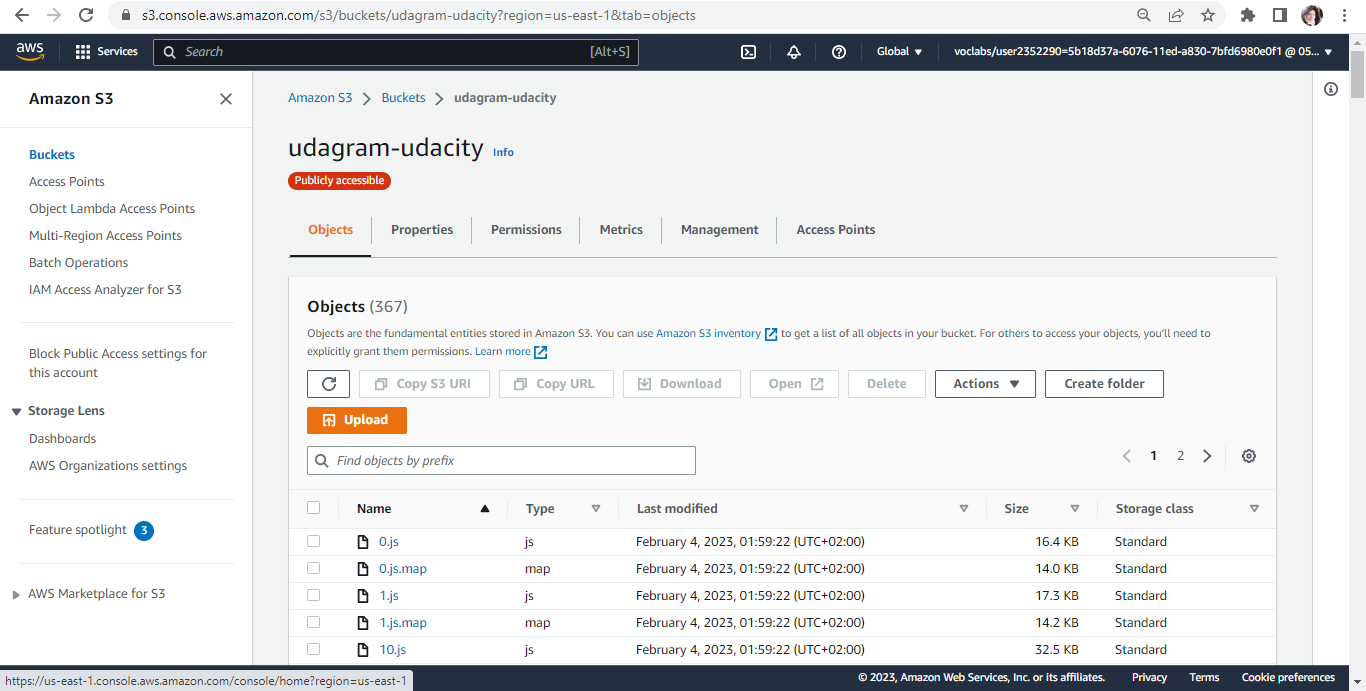 s3.console.aws.amazon.com/s3/buckets/udagram-udacity?region=us-east-1&tab=objects
aws Services Search [Alt+S] Global voclabs/user2352290=5b18d37a-6076-11ed-a830-7bfd6980e0f1 @ 05...
Amazon S3
Buckets
Access Points
Object Lambda Access Points
Multi-Region Access Points
Batch Operations
IAM Access Analyzer for S3
Block Public Access settings for
this account
Storage Lens
Dashboards
AWS Organizations settings
Feature spotlight 3
AWS Marketplace for S3
Amazon S3 Buckets udagram-udacity
udagram-udacity Info
Publicly accessible
Objects Properties Permissions Metrics Management Access Points
Objects (367)
Objects are the fundamental entities stored in Amazon S3. You can use Amazon S3 inventory to get a list of all objects in your bucket. For others to access your objects, you'll need to
explicitly grant them permissions. Learn more
Copy S3 URI Copy URL Download Open Delete Actions Create folder
Upload
Find objects by prefix 1 2
Name Type Last modified Size Storage class
0.js js February 4, 2023, 01:59:22 (UTC+02:00) 16.4 KB Standard
0.js.map map February 4, 2023, 01:59:22 (UTC+02:00) 14.0 KB Standard
1.js js February 4, 2023, 01:59:22 (UTC+02:00) 17.3 KB Standard
1.js.map map February 4, 2023, 01:59:22 (UTC+02:00) 14.2 KB Standard
10.js js February 4, 2023, 01:59:22 (UTC+02:00) 32.5 KB Standard
© 2023, Amazon Web Services, Inc. or its affiliates. Privacy Terms Cookie preferences
https://us-east-1.console.aws.amazon.com/console/home?region=us-east-1